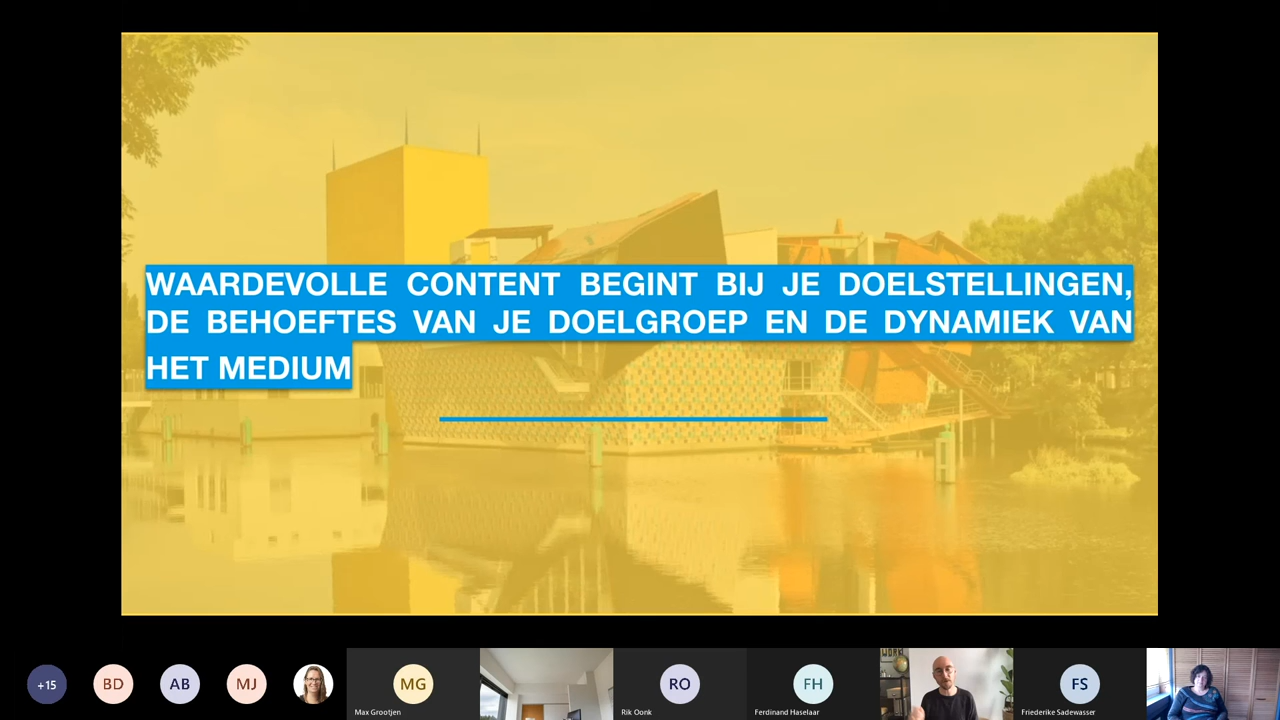 WAARDEVOLLE CONTENT BEGINT BIJ JE DOELSTELLINGEN,
DE BEHOEFTES VAN JE DOELGROEP EN DE DYNAMIEK VAN
HET MEDIUM
+15
BD
AB
MJ
MG
Max Grootjen
RO
Rik Oonk
FH
Ferdinand Haselaar
FS
Friederike Sadewasser